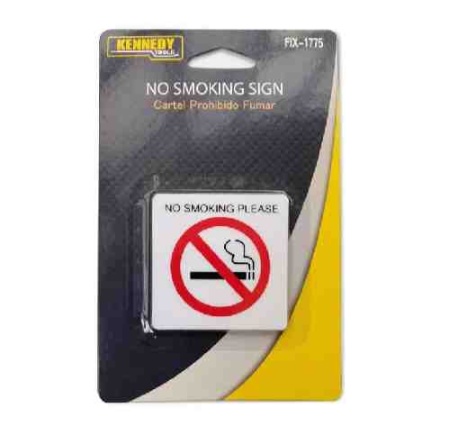 KENNEDY
TOOLS
FIX-1775
NO SMOKING SIGN
Cartel Prohibido Fumar
NO SMOKING PLEASE